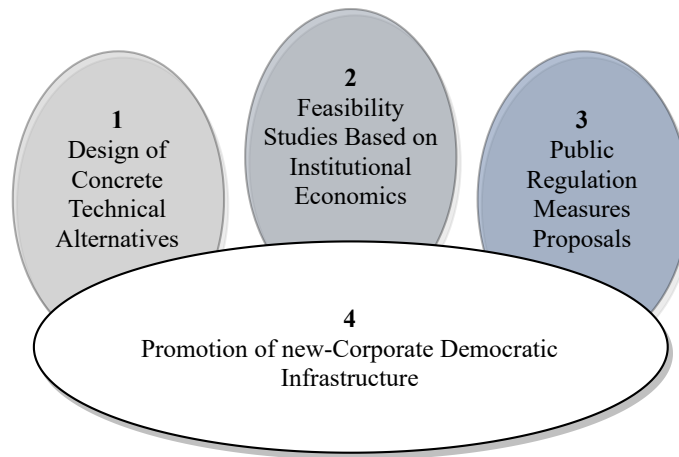 1
Design of
Concrete
Technical
Alternatives
2
Feasibility
Studies Based on
Institutional
Economics
3
Public
Regulation
Measures
Proposals
4
Promotion of new-Corporate Democratic
Infrastructure